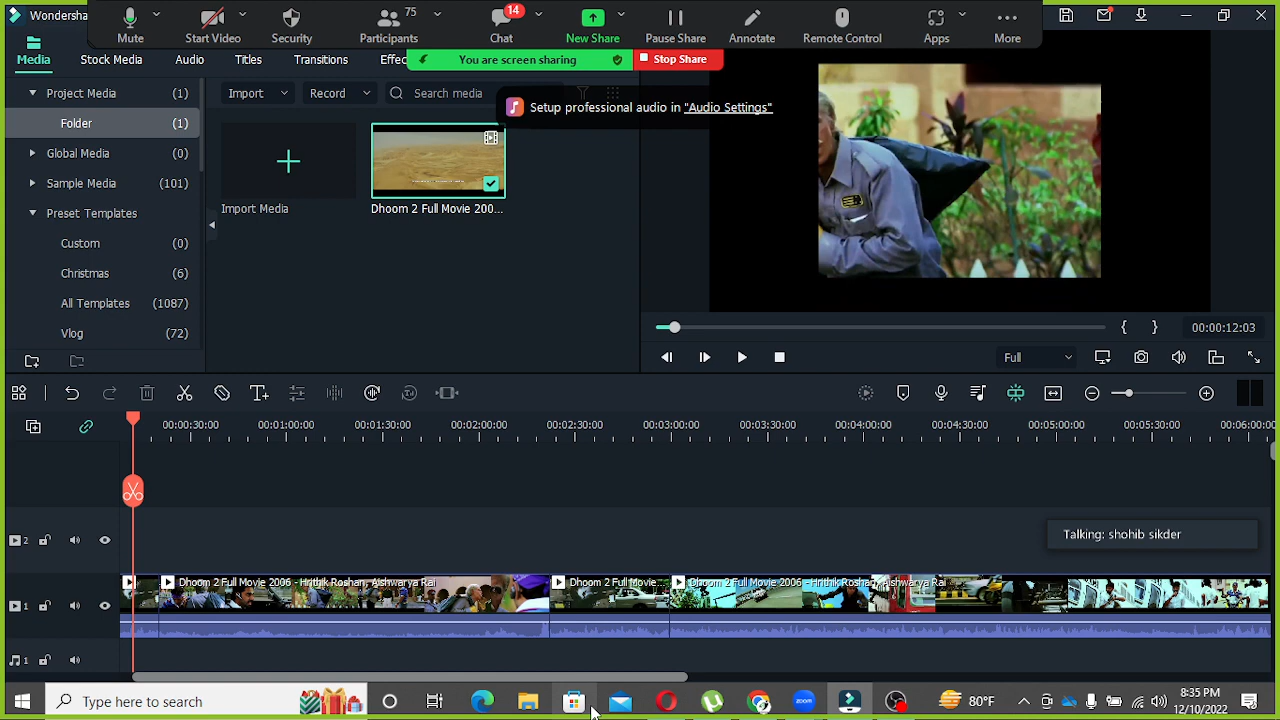 Wondersha
Mute
Start Video
Security
75
Participants
14
Chat
New Share
Pause Share
Annotate
Remote Control
Apps
More
You are screen sharing
Stop Share
Media
Stock Media
Audio
Titles
Transitions
Effec
Setup professional audio in "Audio Settings"
Project Media (1)
Folder (1)
Global Media (0)
Sample Media (101)
Preset Templates
Custom (0)
Christmas (6)
All Templates (1087)
Vlog (72)
Import
Record
Search media
Import Media
Dhoom 2 Full Movie 200...
00:00:12:03
Full
00:00:30:00 00:01:00:00 00:01:30:00 00:02:00:00 00:02:30:00 00:03:00:00 00:03:30:00 00:04:00:00 00:04:30:00 00:05:00:00 00:05:30:00 00:06:00:00
2
Talking: shohib sikder
Dhoom 2 Full Movie 2006 - Hrithik Roshan, Aishwarya Rai
Dhoom 2 Full Movie...
Dhoom 2 Full Movie 2006 - Hrithik Roshan, Aishwarya Rai
1
1
Type here to search
zoom
80°F
8:35 PM
12/10/2022